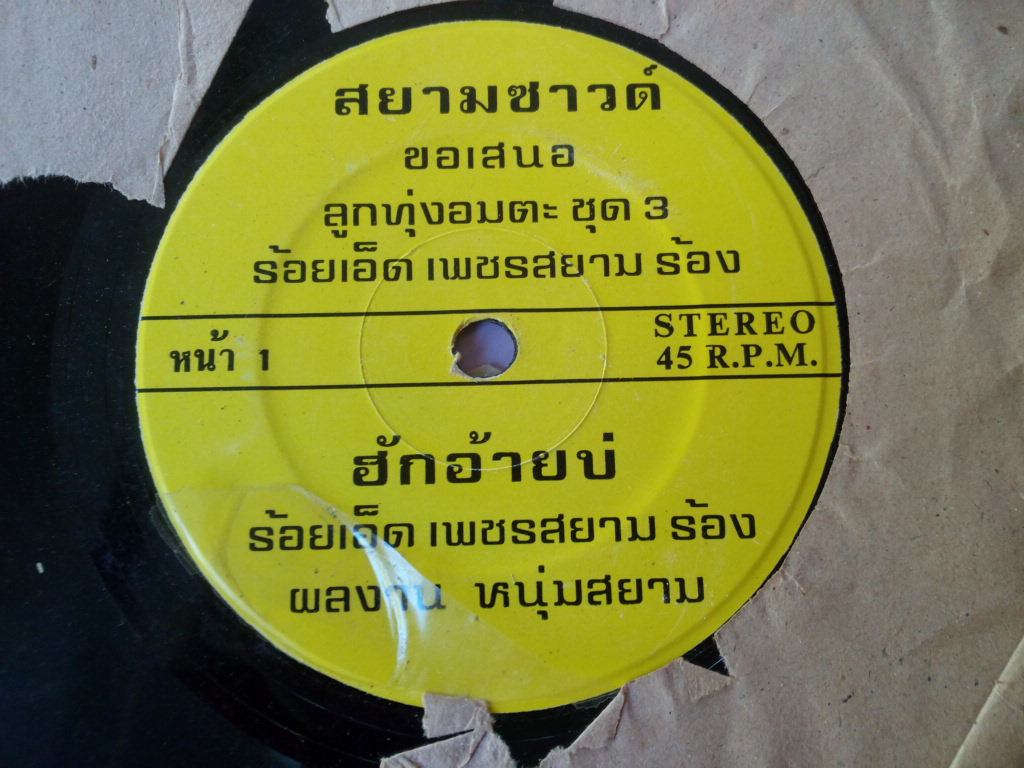 สยามซาวด์
ขอเสนอ
ลูกทุ่งอมตะ ชุด 3
ร้อยเอ็ด เพชรสยาม ร้อง
หน้า 1
STEREO
45 R.P.M.
ฮักอ้ายบ่
ร้อยเอ็ด เพชรสยาม ร้อง
ผลงาน หนุ่มสยาม